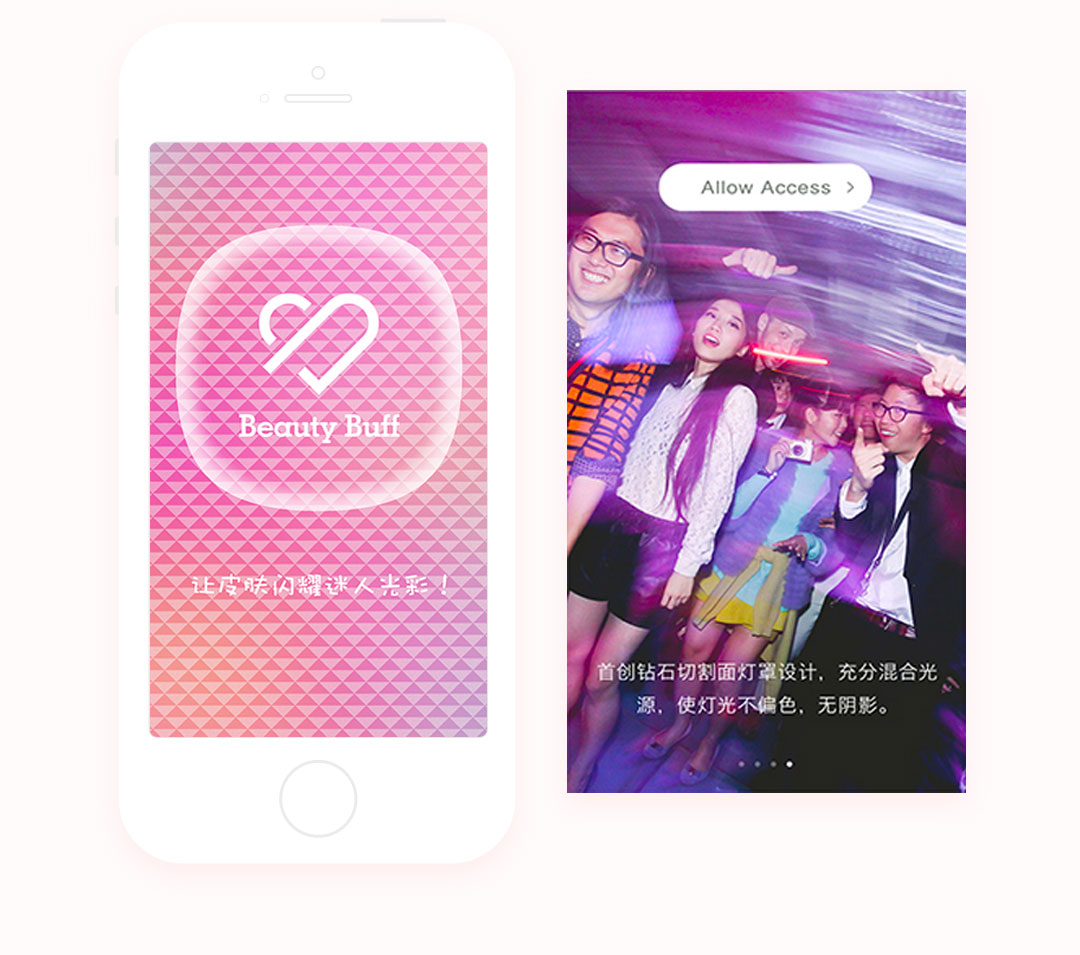 Beauty Buff
让皮肤闪耀迷人光彩！
Allow Access
首创钻石切割面灯罩设计，充分混合光
源，使灯光不偏色，无阴影。